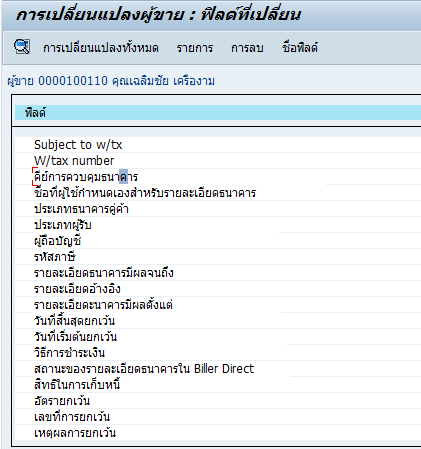 การเปลี่ยนแปลงผู้ขาย : ฟิลด์ที่เปลี่ยน
การเปลี่ยนแปลงทั้งหมด รายการ การลบ ชื่อฟิลด์
ผู้ขาย 0000100110 คุณเฉลิมชัย เครืองาม
ฟิลด์
Subject to w/tx
W/tax number
คีย์การควบคุมธนาคาร
ชื่อที่ผู้ใช้กำหนดเองสำหรับรายละเอียดธนาคาร
ประเภทธนาคารคู่ค้า
ประเภทผู้รับ
ผู้ถือบัญชี
รหัสภาษี
รายละเอียดธนาคารมีผลจนถึง
รายละเอียดอ้างอิง
รายละเอียดะนาคารมีผลตั้งแต่
วันที่สิ้นสุดยกเว้น
วันที่เริ่มต้นยกเว้น
วิธีการชำระเงิน
สถานะของรายละเอียดธนาคารใน Biller Direct
สิทธิในการเก็บหนี้
อัตรายกเว้น
เลขที่การยกเว้น
เหตุผลการยกเว้น